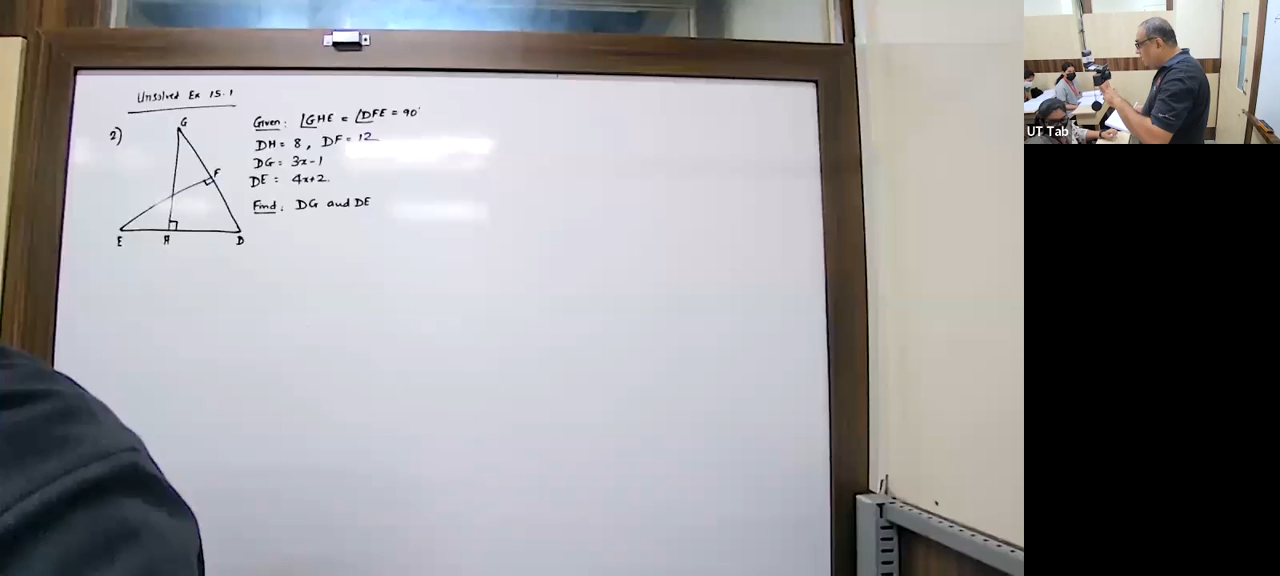 Unsolved Ex 15.1
2)
G
F
E
H
D
Given: ∠GHE = ∠DFE = 90°
DH = 8, DF = 12
DG = 3x-1
DE = 4x+2.
Find: DG and DE
UT Tab